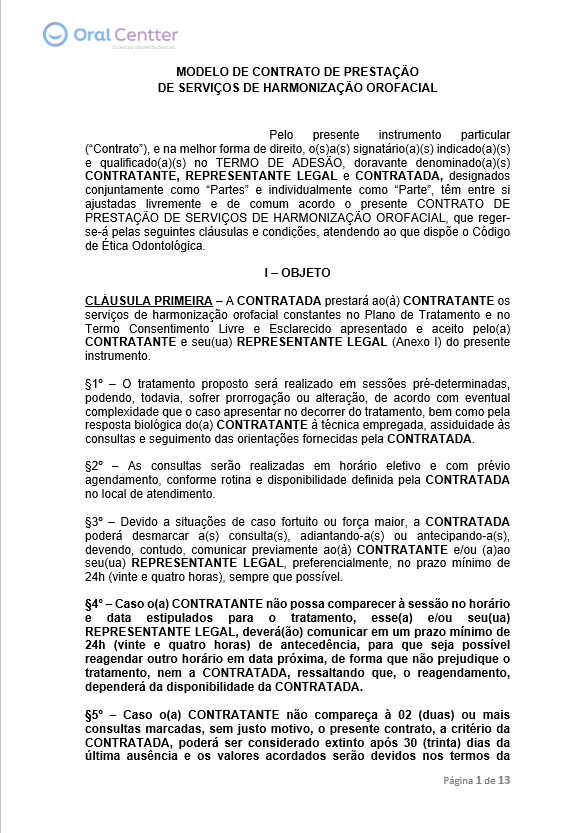 Oral Centter
CLÍNICAS ODONTOLÓGICAS
MODELO DE CONTRATO DE PRESTAÇÃO
DE SERVIÇOS DE HARMONIZAÇÃO OROFACIAL
Pelo presente instrumento particular
(“Contrato”), e na melhor forma de direito, o(s)a(s) signatário(a)(s) indicado(a)(s)
e qualificado(a)(s) no TERMO DE ADESÃO, doravante denominado(a)(s)
CONTRATANTE, REPRESENTANTE LEGAL e CONTRATADA, designados
conjuntamente como “Partes” e individualmente como “Parte”, têm entre si
ajustadas livremente e de comum acordo o presente CONTRATO DE
PRESTAÇÃO DE SERVIÇOS DE HARMONIZAÇÃO OROFACIAL, que reger-
se-á pelas seguintes cláusulas e condições, atendendo ao que dispõe o Código
de Ética Odontológica.
I – OBJETO
CLÁUSULA PRIMEIRA – A CONTRATADA prestará ao(à) CONTRATANTE os
serviços de harmonização orofacial constantes no Plano de Tratamento e no
Termo Consentimento Livre e Esclarecido apresentado e aceito pelo(a)
CONTRATANTE e seu(ua) REPRESENTANTE LEGAL (Anexo I) do presente
instrumento.
§1º – O tratamento proposto será realizado em sessões pré-determinadas,
podendo, todavia, sofrer prorrogação ou alteração, de acordo com eventual
complexidade que o caso apresentar no decorrer do tratamento, bem como pela
resposta biológica do(a) CONTRATANTE à técnica empregada, assiduidade às
consultas e seguimento das orientações fornecidas pela CONTRATADA.
§2º – As consultas serão realizadas em horário eletivo e com prévio
agendamento, conforme rotina e disponibilidade definida pela CONTRATADA
no local de atendimento.
§3º – Devido a situações de caso fortuito ou força maior, a CONTRATADA
poderá desmarcar a(s) consulta(s), adiantando-a(s) ou antecipando-a(s),
devendo, contudo, comunicar previamente ao(à) CONTRATANTE e/ou (a)ao
seu(ua) REPRESENTANTE LEGAL, preferencialmente, no prazo mínimo de
24h (vinte e quatro horas), sempre que possível.
§4º – Caso o(a) CONTRATANTE não possa comparecer à sessão no horário
e data estipulados para o tratamento, esse(a) e/ou seu(ua)
REPRESENTANTE LEGAL, deverá(ão) comunicar em um prazo mínimo de
24h (vinte e quatro horas) de antecedência, para que seja possível
reagendar outro horário em data próxima, de forma que não prejudique o
tratamento, nem a CONTRATADA, ressaltando que, o reagendamento,
dependerá da disponibilidade da CONTRATADA.
§5º – Caso o(a) CONTRATANTE não compareça à 02 (duas) ou mais
consultas marcadas, sem justo motivo, o presente contrato, a critério da
CONTRATADA, poderá ser considerado extinto após 30 (trinta) dias da
última ausência e os valores acordados serão devidos nos termos da
Página 1 de 13